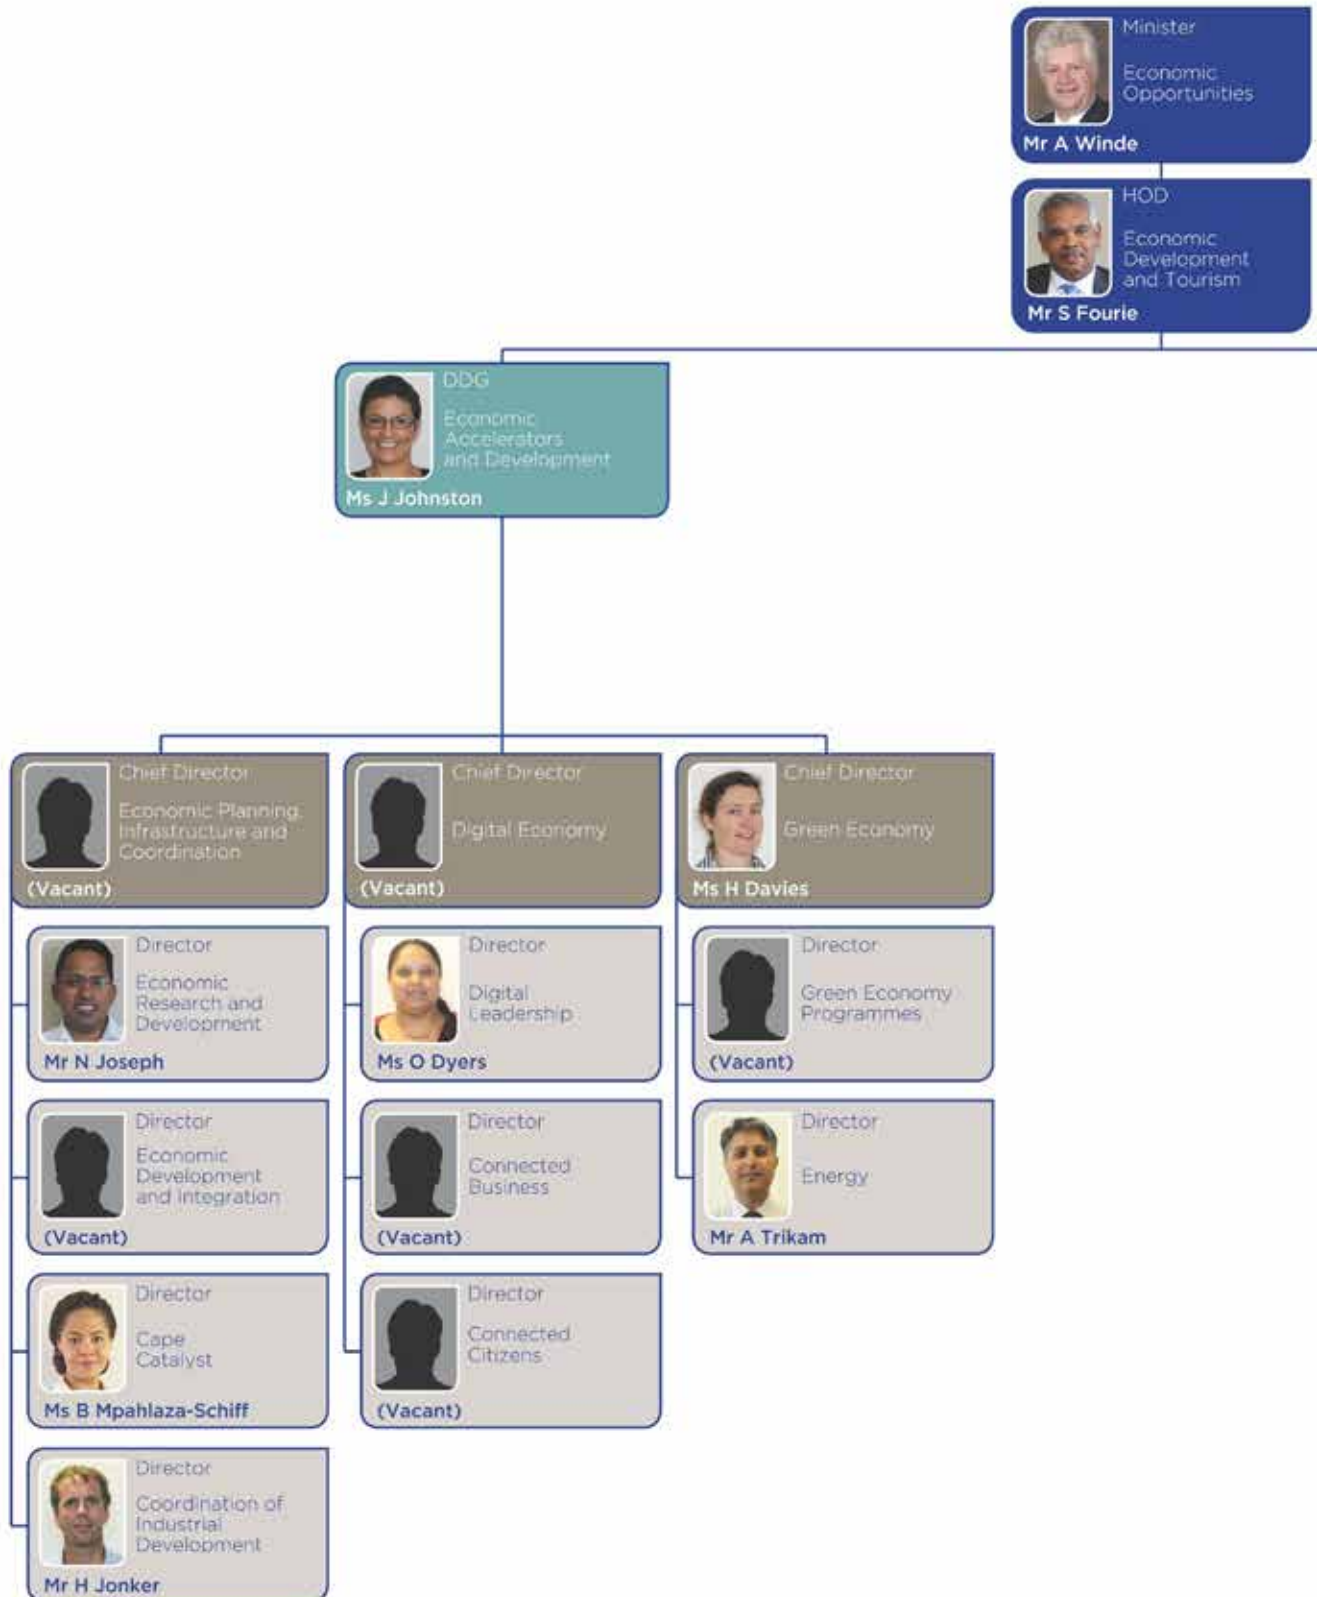 Minister
Economic
Opportunities
Mr A Winde
HOD
Economic
Development
and Tourism
Mr S Fourie
DDG
Economic
Accelerators
and Development
Ms J Johnston
Chief Director
Economic Planning,
Infrastructure and
Coordination
(Vacant)
Director
Economic
Research and
Development
Mr N Joseph
Director
Economic
Development
and Integration
(Vacant)
Director
Cape
Catalyst
Ms B Mpahlaza-Schiff
Director
Coordination of
Industrial
Development
Mr H Jonker
Chief Director
Digital Economy
(Vacant)
Director
Digital
Leadership
Ms O Dyers
Director
Connected
Business
(Vacant)
Director
Connected
Citizens
(Vacant)
Chief Director
Green Economy
Ms H Davies
Director
Green Economy
Programmes
(Vacant)
Director
Energy
Mr A Trikam